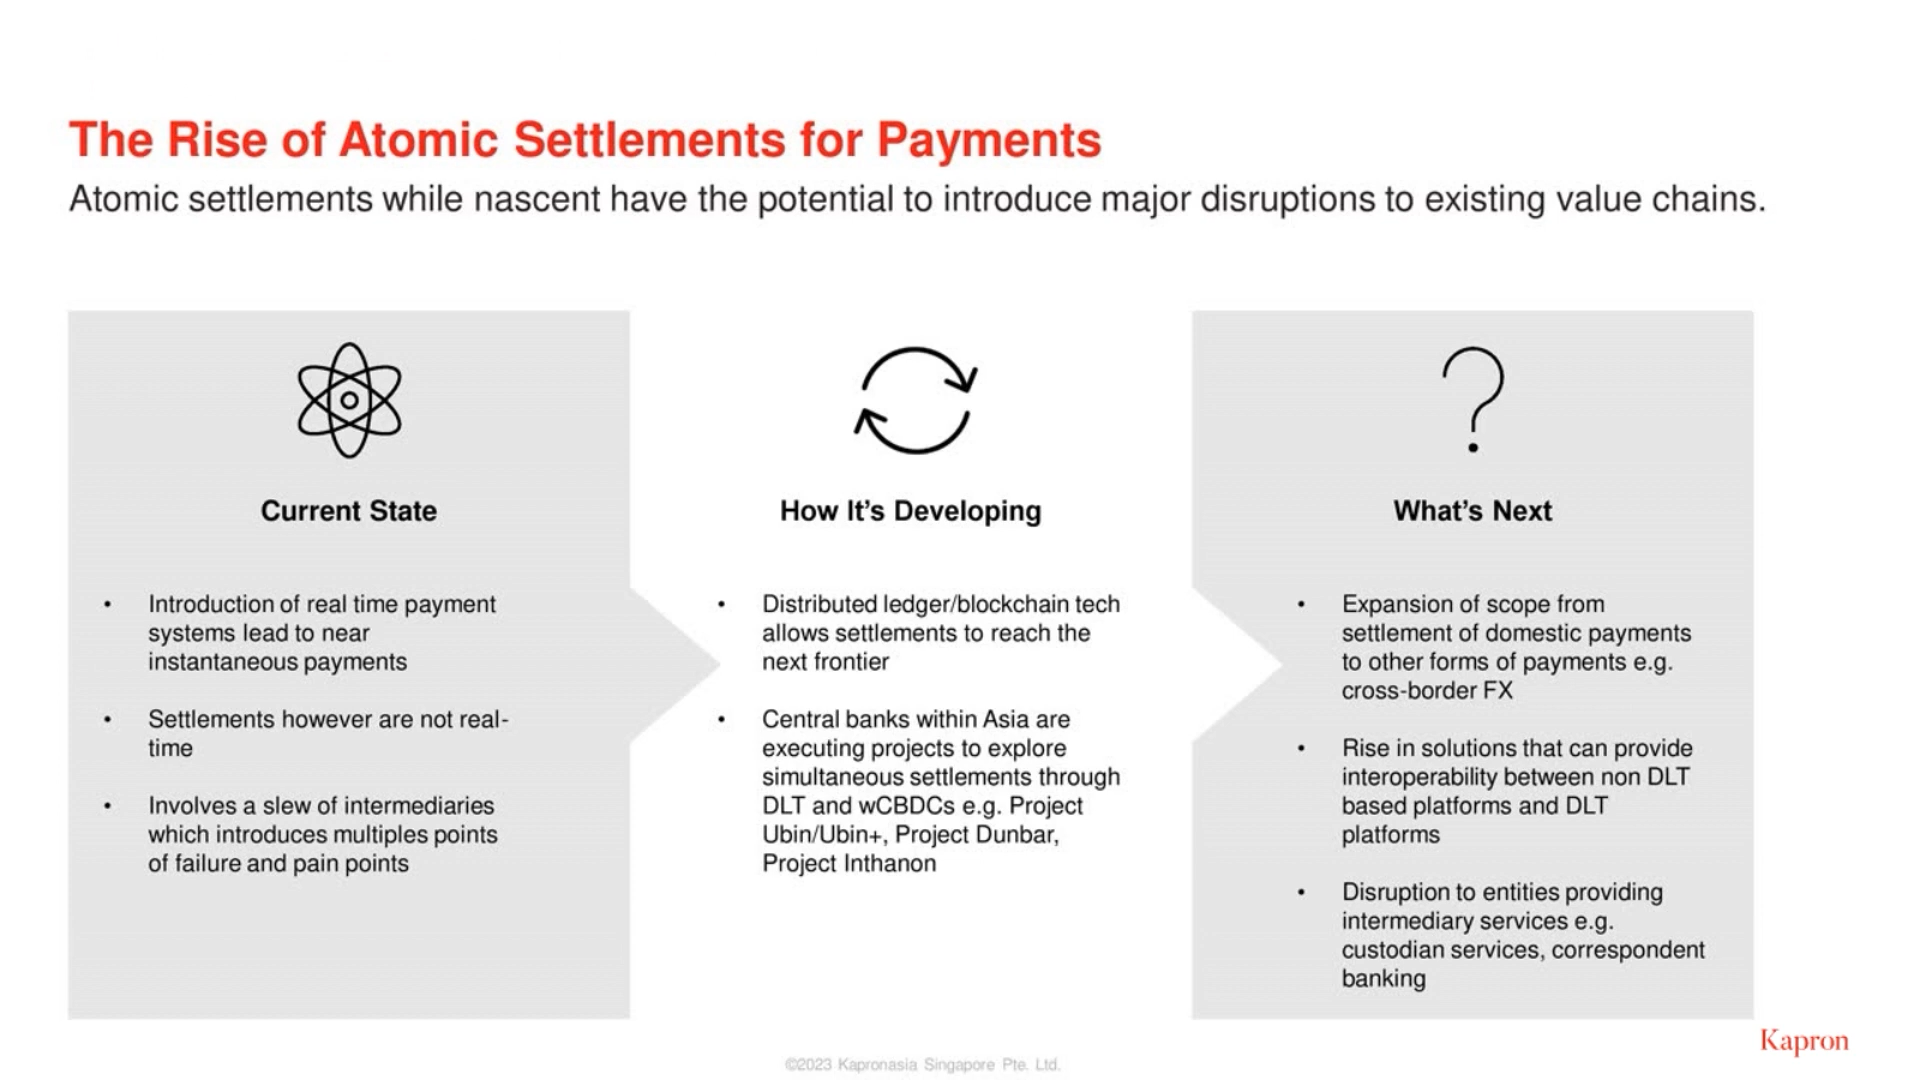 The Rise of Atomic Settlements for Payments
Atomic settlements while nascent have the potential to introduce major disruptions to existing value chains.
Current State
• Introduction of real time payment
systems lead to near
instantaneous payments
• Settlements however are not real-
time
• Involves a slew of intermediaries
which introduces multiples points
of failure and pain points
How It’s Developing
• Distributed ledger/blockchain tech
allows settlements to reach the
next frontier
• Central banks within Asia are
executing projects to explore
simultaneous settlements through
DLT and wCBDCs e.g. Project
Ubin/Ubin+, Project Dunbar,
Project Inthanon
What’s Next
• Expansion of scope from
settlement of domestic payments
to other forms of payments e.g.
cross-border FX
• Rise in solutions that can provide
interoperability between non DLT
based platforms and DLT
platforms
• Disruption to entities providing
intermediary services e.g.
custodian services, correspondent
banking
Kapron
©2023 Kapronasia Singapore Pte. Ltd.